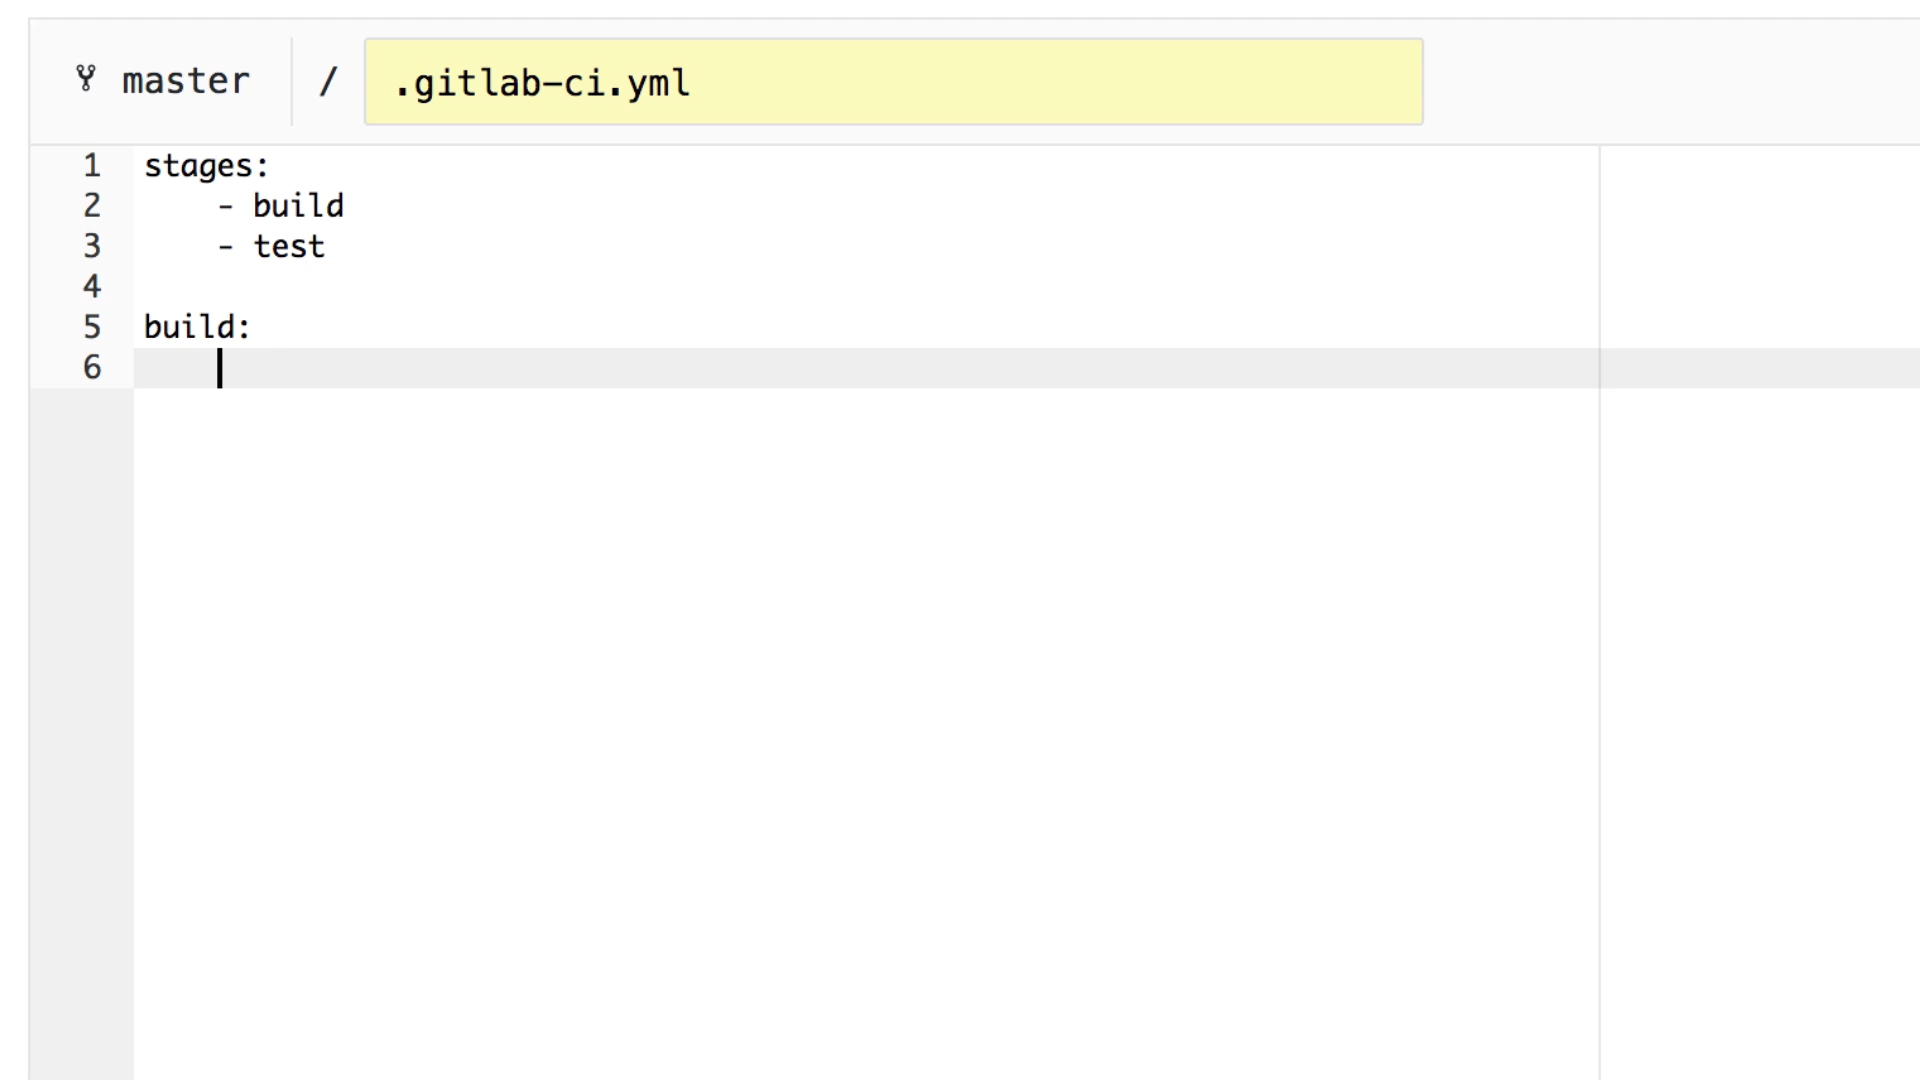 master / .gitlab-ci.yml
1 stages:
2     - build
3     - test
4
5 build:
6